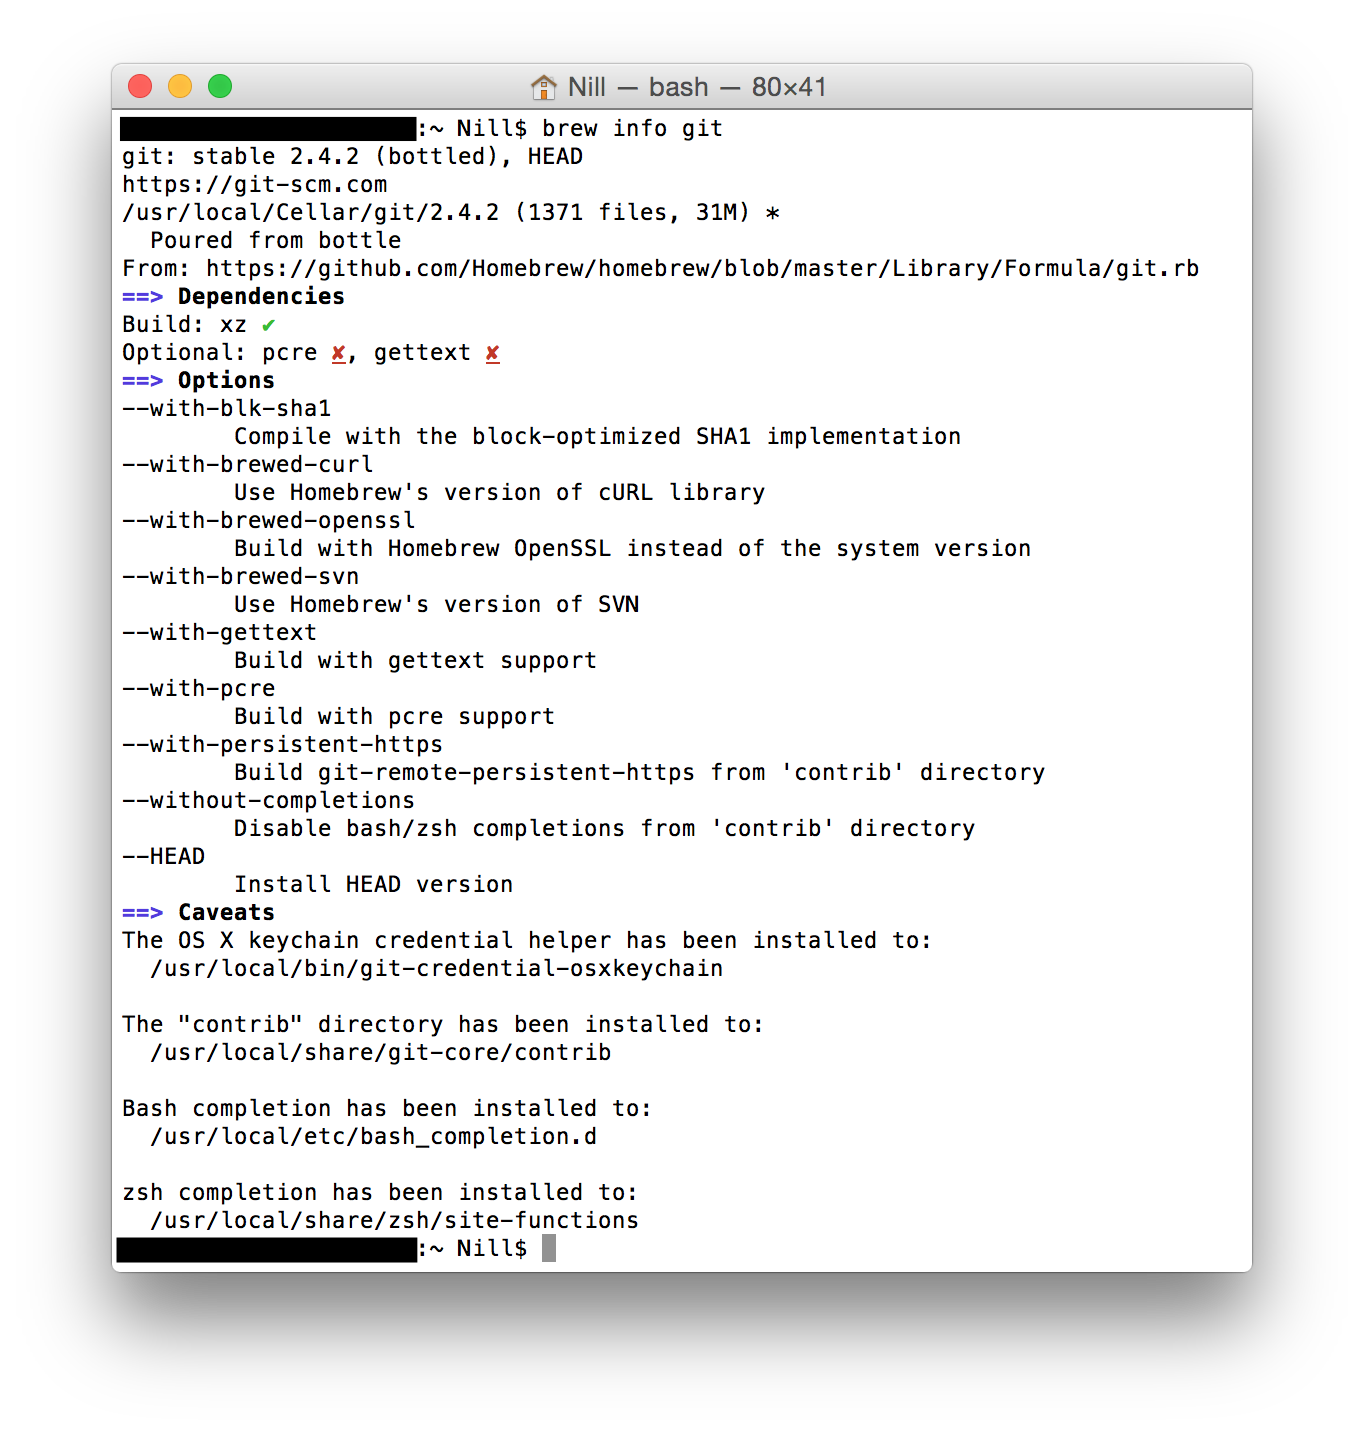 Nill — bash — 80×41
:~ Nill$ brew info git
git: stable 2.4.2 (bottled), HEAD
https://git-scm.com
/usr/local/Cellar/git/2.4.2 (1371 files, 31M) *
  Poured from bottle
From: https://github.com/Homebrew/homebrew/blob/master/Library/Formula/git.rb
==> Dependencies
Build: xz ✔
Optional: pcre ✘, gettext ✘
==> Options
--with-blk-sha1
        Compile with the block-optimized SHA1 implementation
--with-brewed-curl
        Use Homebrew's version of cURL library
--with-brewed-openssl
        Build with Homebrew OpenSSL instead of the system version
--with-brewed-svn
        Use Homebrew's version of SVN
--with-gettext
        Build with gettext support
--with-pcre
        Build with pcre support
--with-persistent-https
        Build git-remote-persistent-https from 'contrib' directory
--without-completions
        Disable bash/zsh completions from 'contrib' directory
--HEAD
        Install HEAD version
==> Caveats
The OS X keychain credential helper has been installed to:
  /usr/local/bin/git-credential-osxkeychain

The "contrib" directory has been installed to:
  /usr/local/share/git-core/contrib

Bash completion has been installed to:
  /usr/local/etc/bash_completion.d

zsh completion has been installed to:
  /usr/local/share/zsh/site-functions
:~ Nill$